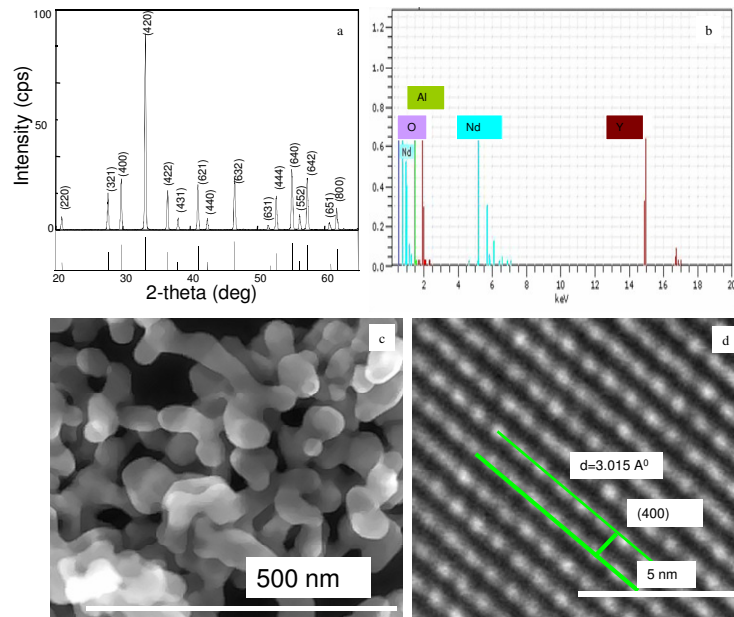 100
50
Intensity (cps)
a
(220)
(321)
(400)
(420)
(422)
(431)
(621)
(440)
(632)
(631)
(444)
(640)
(552)
(642)
(651)
(800)
20 30 40 50 60
2-theta (deg)
b
1.2
1.0
0.8
0.6
0.4
0.2
0.0
Al
O
Nd
Y
Nd
2 4 6 8 10 12 14 16 18 20
keV
c
500 nm
d
d=3.015 A⁰
(400)
5 nm